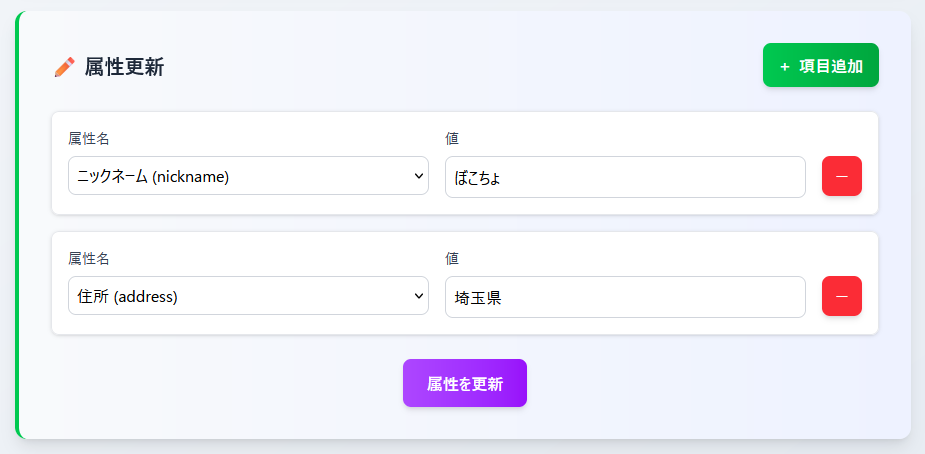 属性更新
+ 項目追加
属性名 値
ニックネーム (nickname) ぽこちょ
属性名 値
住所 (address) 埼玉県
属性を更新